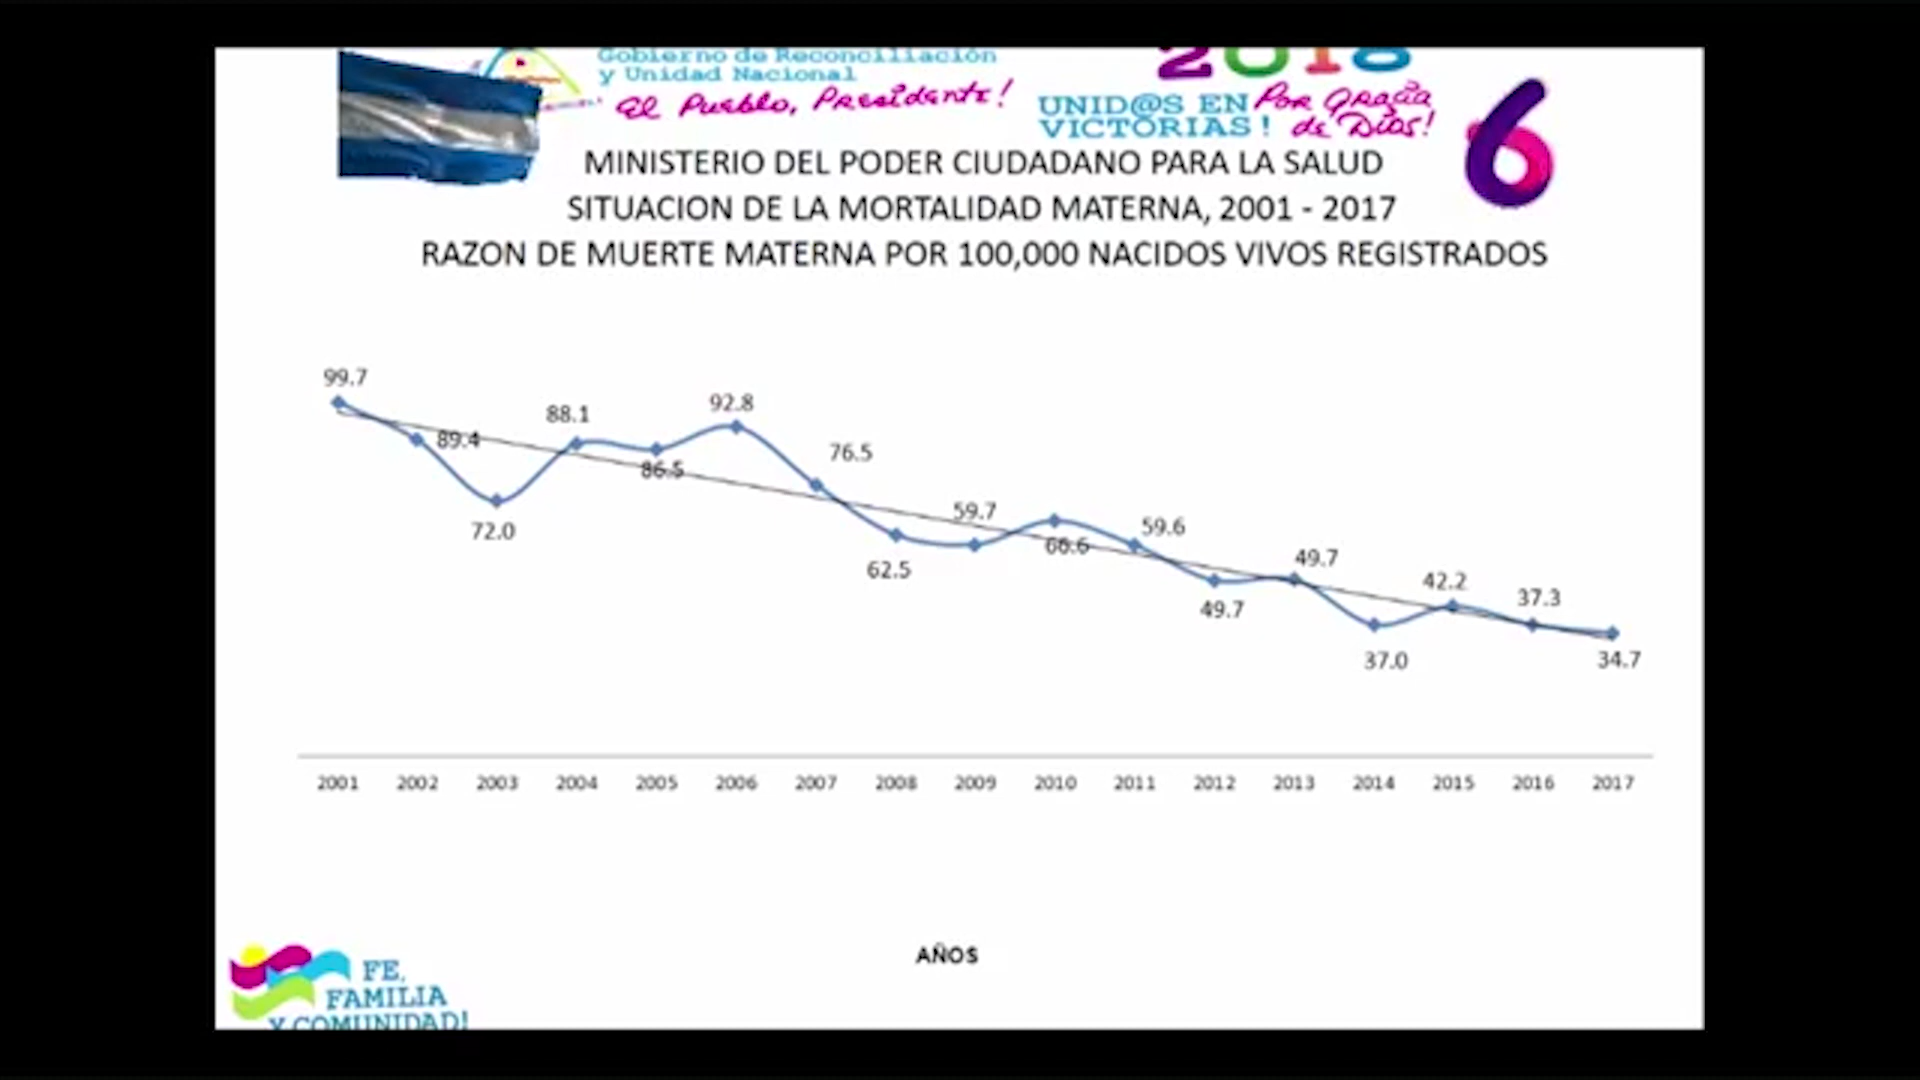 Gobierno de Reconciliación
y Unidad Nacional
El Pueblo, Presidente!
2018
UNID@S EN
VICTORIAS!
Por Gracia
de Dios!
6
MINISTERIO DEL PODER CIUDADANO PARA LA SALUD
SITUACION DE LA MORTALIDAD MATERNA, 2001 - 2017
RAZON DE MUERTE MATERNA POR 100,000 NACIDOS VIVOS REGISTRADOS
99.7
89.4
72.0
88.1
86.5
92.8
76.5
62.5
59.7
66.6
59.6
49.7
49.7
37.0
42.2
37.3
34.7
2001 2002 2003 2004 2005 2006 2007 2008 2009 2010 2011 2012 2013 2014 2015 2016 2017
AÑOS
FE,
FAMILIA
Y COMUNIDAD!